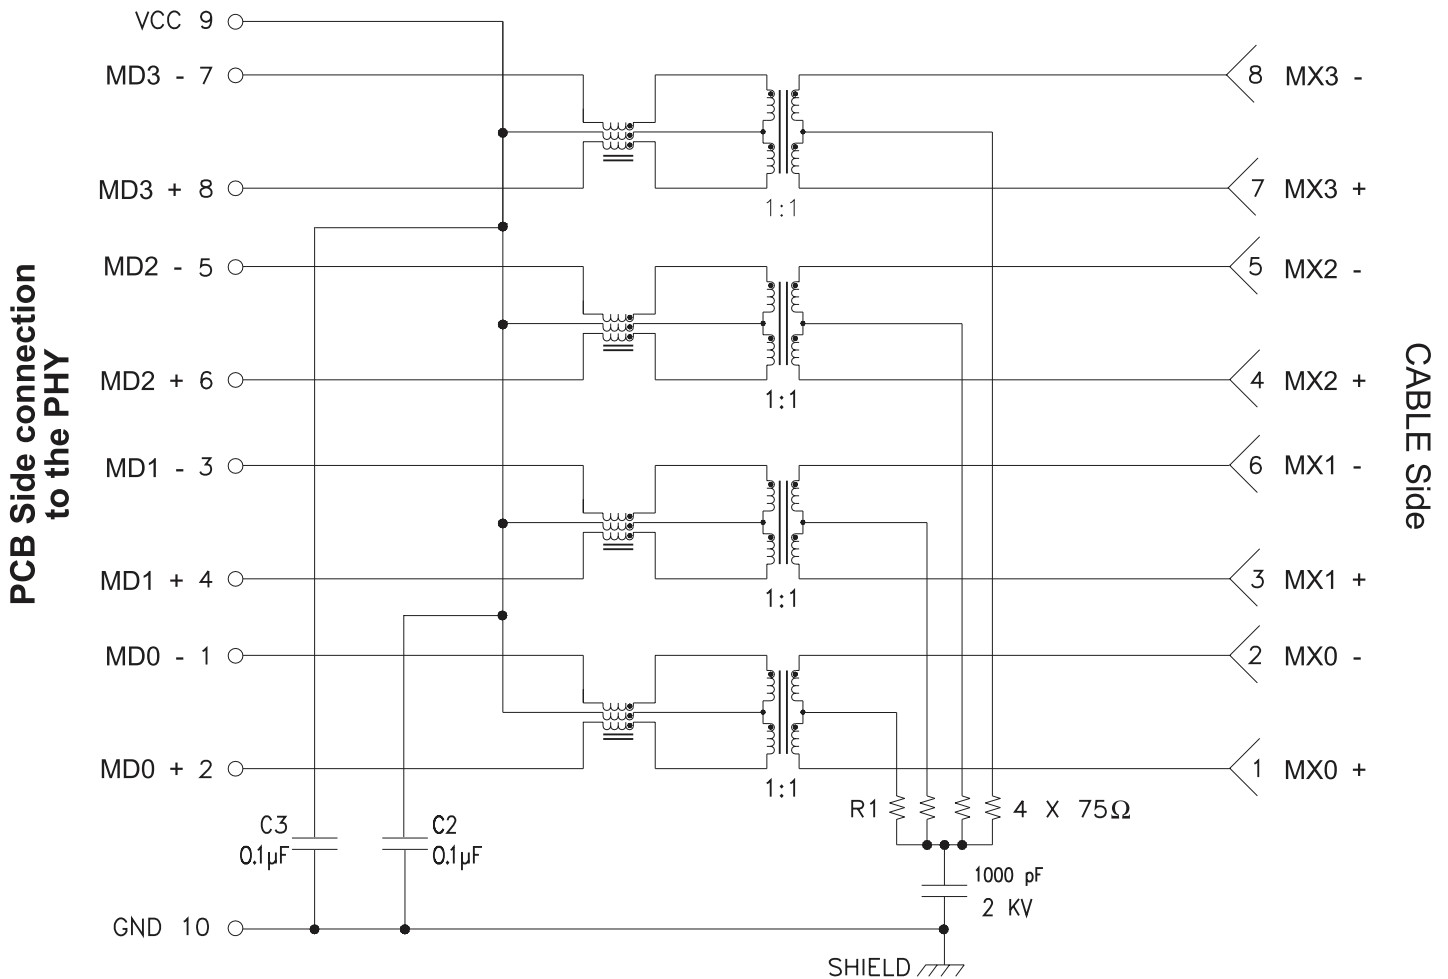 VCC 9
MD3 - 7
8 MX3 -
MD3 + 8
7 MX3 +
1:1
MD2 - 5
5 MX2 -
MD2 + 6
4 MX2 +
1:1
PCB Side connection
to the PHY
CABLE Side
MD1 - 3
6 MX1 -
MD1 + 4
3 MX1 +
1:1
MD0 - 1
2 MX0 -
MD0 + 2
1 MX0 +
1:1
R1
4 X 75Ω
C3
0.1µF
C2
0.1µF
1000 pF
2 KV
GND 10
SHIELD